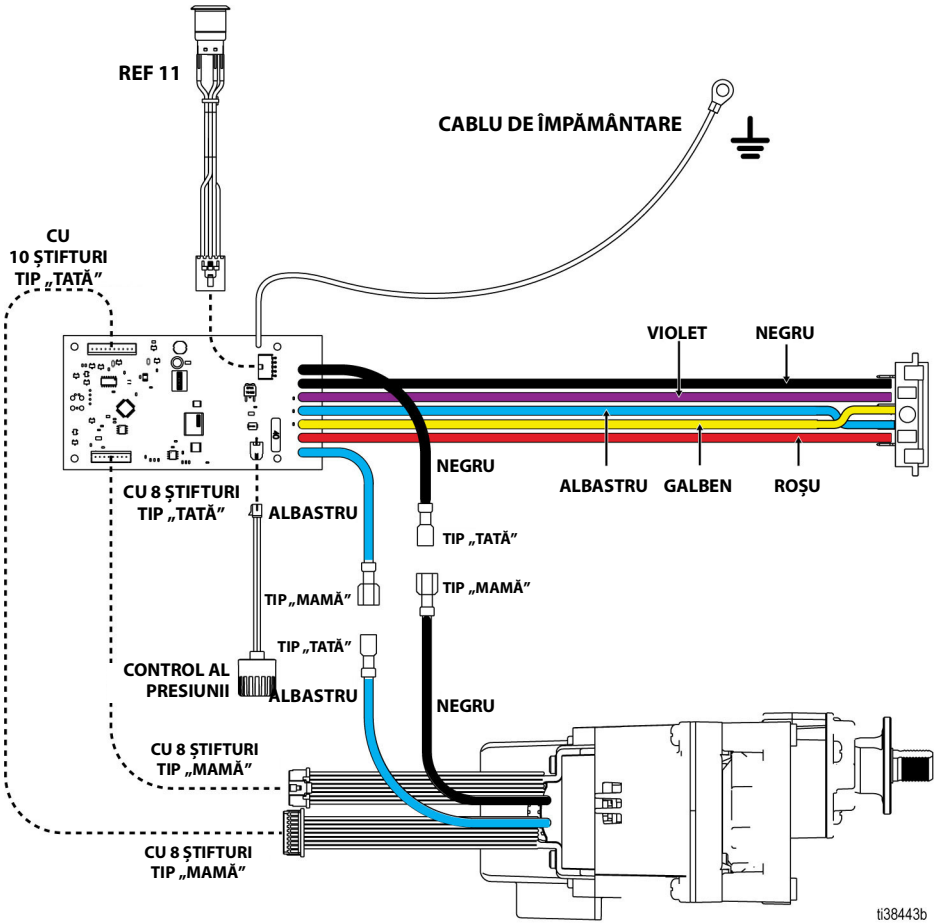 REF 11
CABLU DE ÎMPĂMÂNTARE
CU
10 ȘTIFTURI
TIP „TATĂ”
VIOLET
NEGRU
NEGRU
ALBASTRU
GALBEN
ROȘU
CU 8 ȘTIFTURI
TIP „TATĂ”
ALBASTRU
TIP „TATĂ”
TIP „MAMĂ”
TIP „MAMĂ”
TIP „TATĂ”
CONTROL AL
PRESIUNII
ALBASTRU
NEGRU
CU 8 ȘTIFTURI
TIP „MAMĂ”
CU 8 ȘTIFTURI
TIP „MAMĂ”
ti38443b